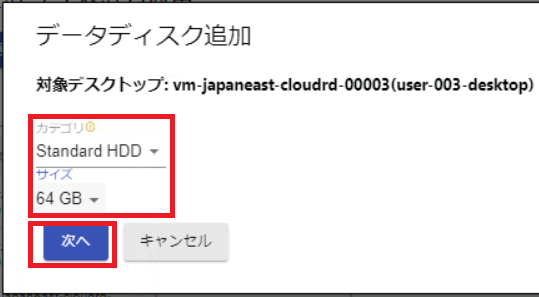 データディスク追加
対象デスクトップ: vm-japaneast-cloudrd-00003(user-003-desktop)
カテゴリ
Standard HDD
サイズ
64 GB
次へ
キャンセル